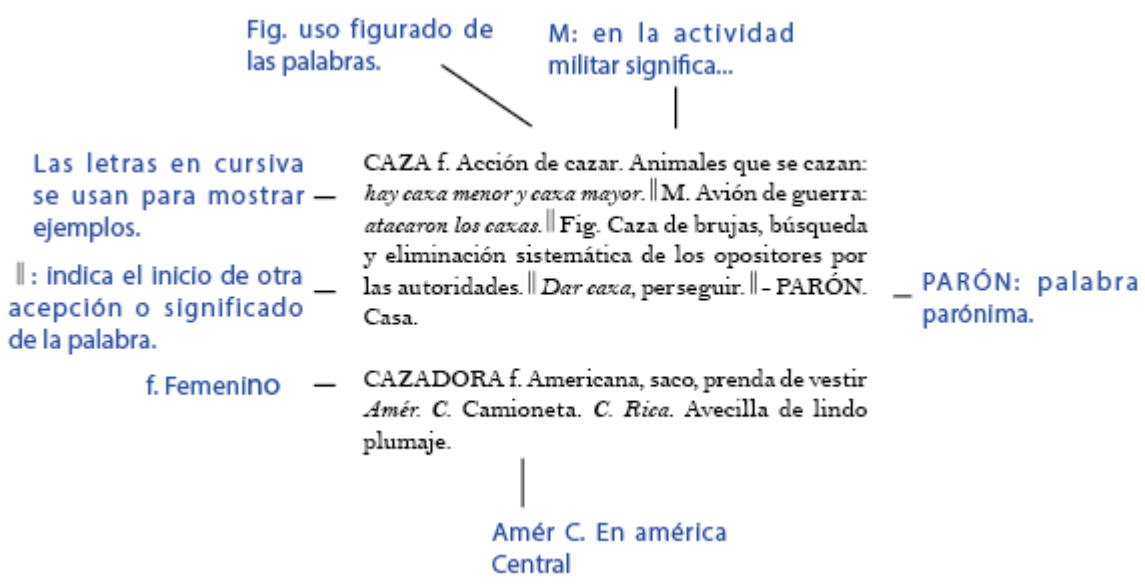 Fig. uso figurado de
las palabras.
M: en la actividad
militar significa...
Las letras en cursiva
se usan para mostrar
ejemplos.
‖: indica el inicio de otra
acepción o significado
de la palabra.
f. Femenino
CAZA f. Acción de cazar. Animales que se cazan:
hay caza menor y caza mayor.‖M. Avión de guerra:
atacaron los cazas.‖Fig. Caza de brujas, búsqueda
y eliminación sistemática de los opositores por
las autoridades.‖Dar caza, perseguir.‖- PARÓN.
Casa.
PARÓN: palabra
parónima.
CAZADORA f. Americana, saco, prenda de vestir
Amér. C. Camioneta. C. Rica. Avecilla de lindo
plumaje.
Amér C. En américa
Central